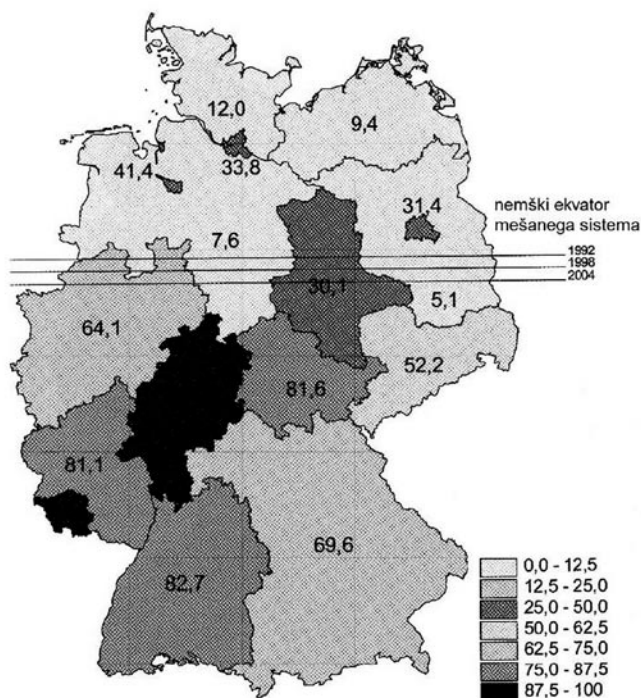 12,0
9,4
41,4
33,8
31,4
nemški ekvator
mešanega sistema
7,6
1992
1998
2004
30,1
5,1
64,1
52,2
81,6
81,1
69,6
82,7
0,0 - 12,5
12,5 - 25,0
25,0 - 50,0
50,0 - 62,5
62,5 - 75,0
75,0 - 87,5
87,5 - 100